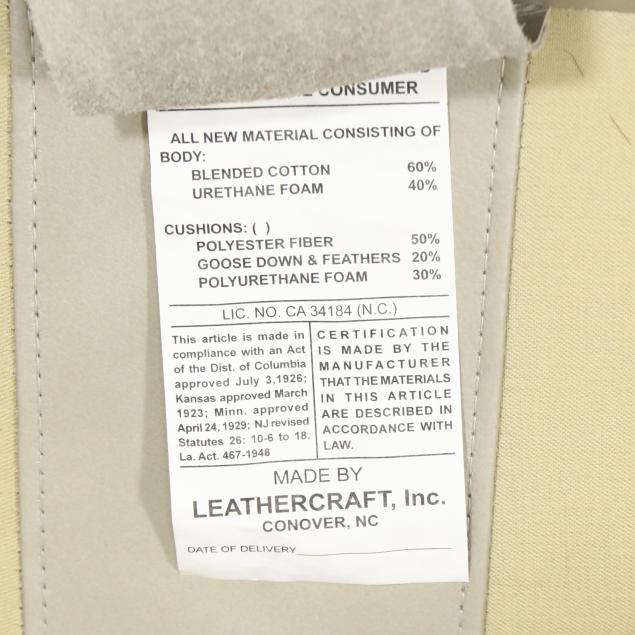 CONSUMER
ALL NEW MATERIAL CONSISTING OF
BODY:
BLENDED COTTON 60%
URETHANE FOAM 40%
CUSHIONS: ( )
POLYESTER FIBER 50%
GOOSE DOWN & FEATHERS 20%
POLYURETHANE FOAM 30%
LIC. NO. CA 34184 (N.C.)
This article is made in
compliance with an Act
of the Dist. of Columbia
approved July 3,1926;
Kansas approved March
1923; Minn. approved
April 24, 1929; NJ revised
Statutes 26: 10-6 to 18.
La. Act. 467-1948
CERTIFICATION
IS MADE BY THE
MANUFACTURER
THAT THE MATERIALS
IN THIS ARTICLE
ARE DESCRIBED IN
ACCORDANCE WITH
LAW.
MADE BY
LEATHERCRAFT, Inc.
CONOVER, NC
DATE OF DELIVERY